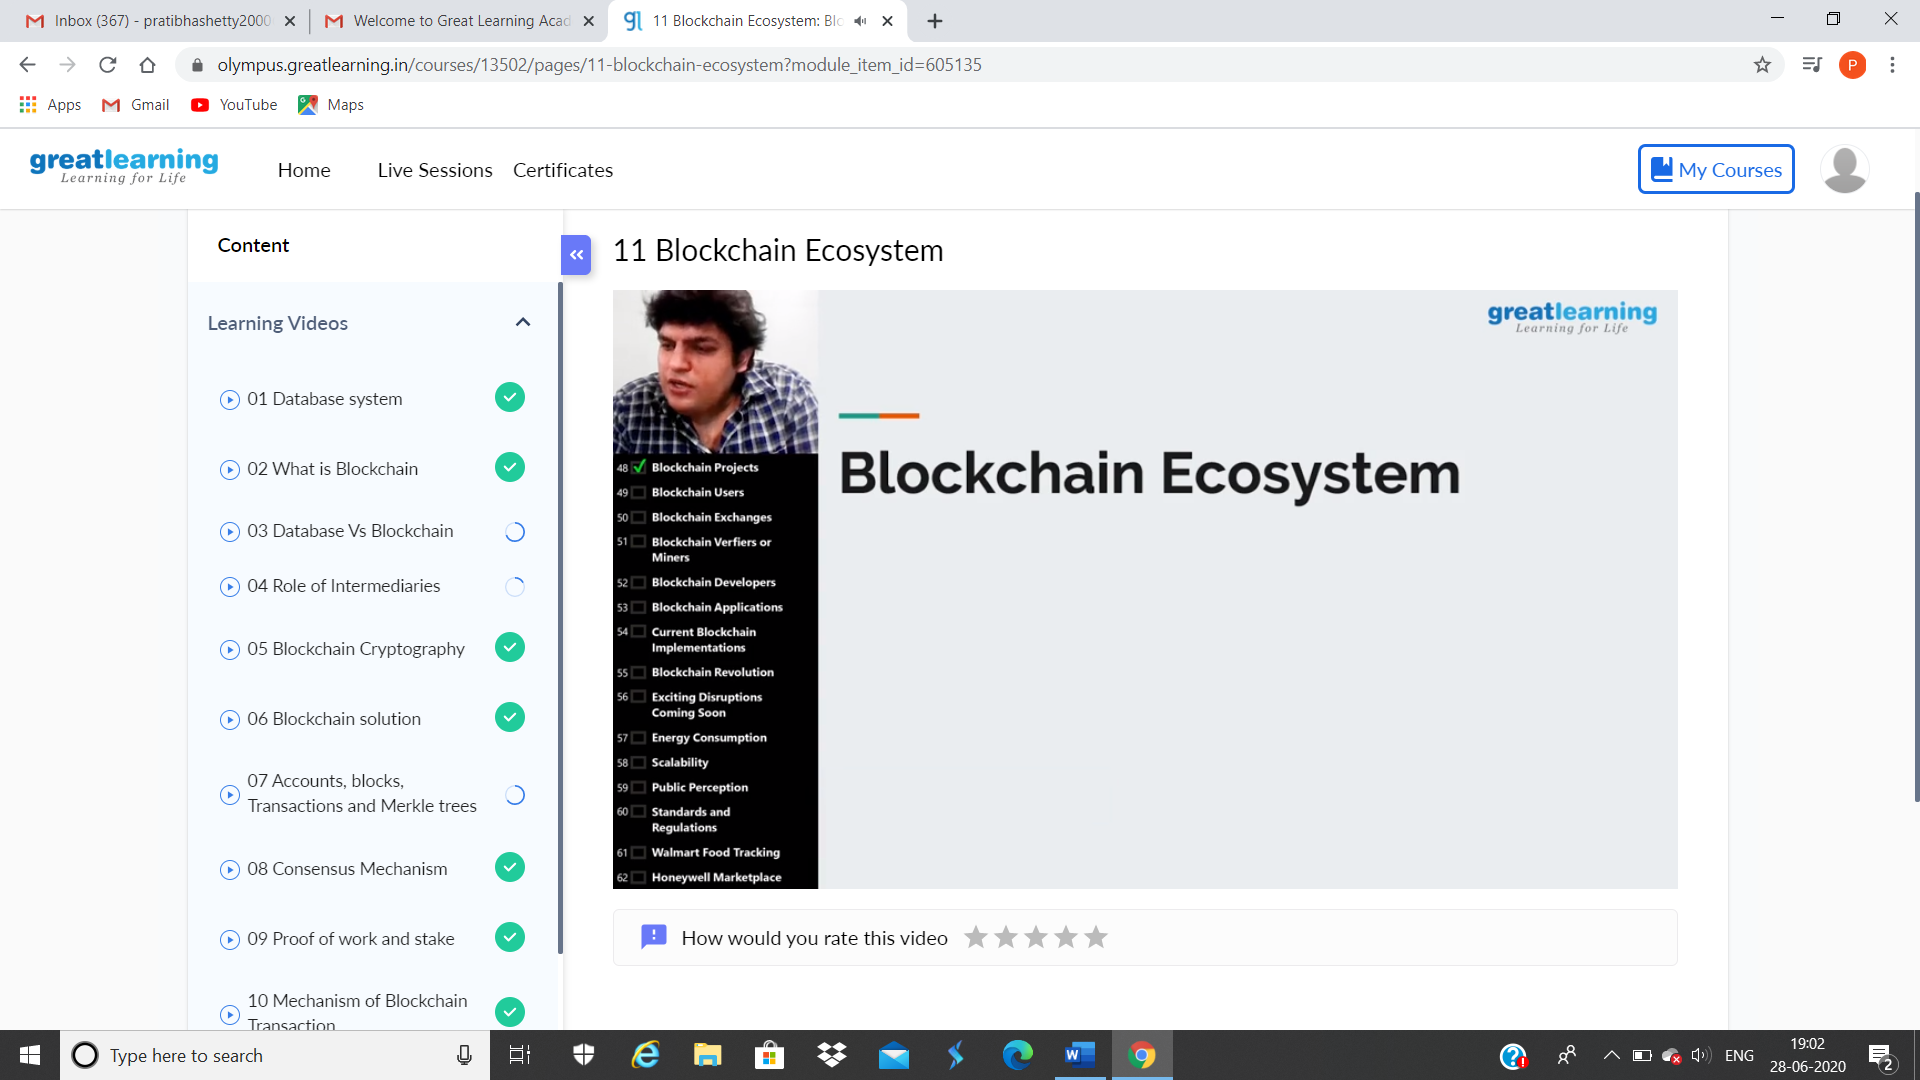 Inbox (367) - pratibhashetty2000
Welcome to Great Learning Acad
11 Blockchain Ecosystem: Blo
olympus.greatlearning.in/courses/13502/pages/11-blockchain-ecosystem?module_item_id=605135
P
Apps
Gmail
YouTube
Maps
greatlearning
Learning for Life
Home
Live Sessions
Certificates
My Courses
Content
Learning Videos
01 Database system
02 What is Blockchain
03 Database Vs Blockchain
04 Role of Intermediaries
05 Blockchain Cryptography
06 Blockchain solution
07 Accounts, blocks,
Transactions and Merkle trees
08 Consensus Mechanism
09 Proof of work and stake
10 Mechanism of Blockchain
Transaction
11 Blockchain Ecosystem
48 Blockchain Projects
49 Blockchain Users
50 Blockchain Exchanges
51 Blockchain Verfiers or
Miners
52 Blockchain Developers
53 Blockchain Applications
54 Current Blockchain
Implementations
55 Blockchain Revolution
56 Exciting Disruptions
Coming Soon
57 Energy Consumption
58 Scalability
59 Public Perception
60 Standards and
Regulations
61 Walmart Food Tracking
62 Honeywell Marketplace
greatlearning
Learning for Life
Blockchain Ecosystem
How would you rate this video
Type here to search
ENG
19:02
28-06-2020
2